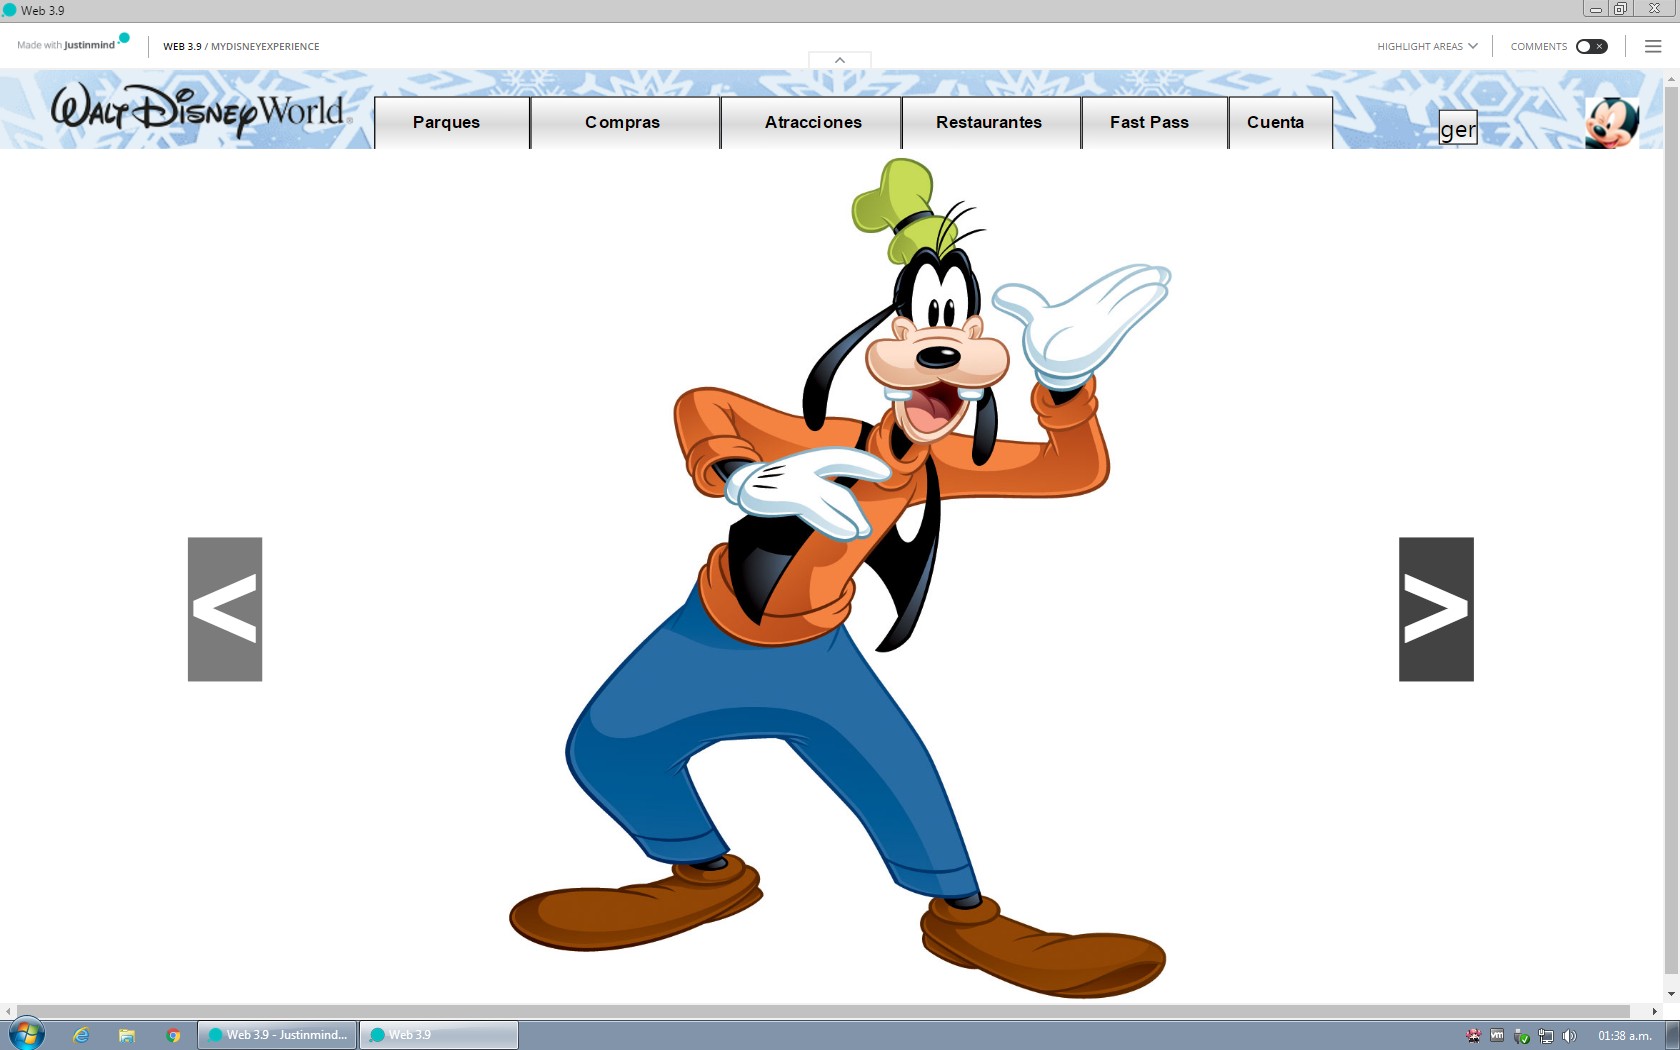 Web 3.9
Made with Justinmind
WEB 3.9 / MYDISNEYEXPERIENCE
HIGHLIGHT AREAS
COMMENTS
WALT DISNEY World®
Parques
Compras
Atracciones
Restaurantes
Fast Pass
Cuenta
ger
<
>
Web 3.9 - Justinmind...
Web 3.9
vm
01:38 a.m.